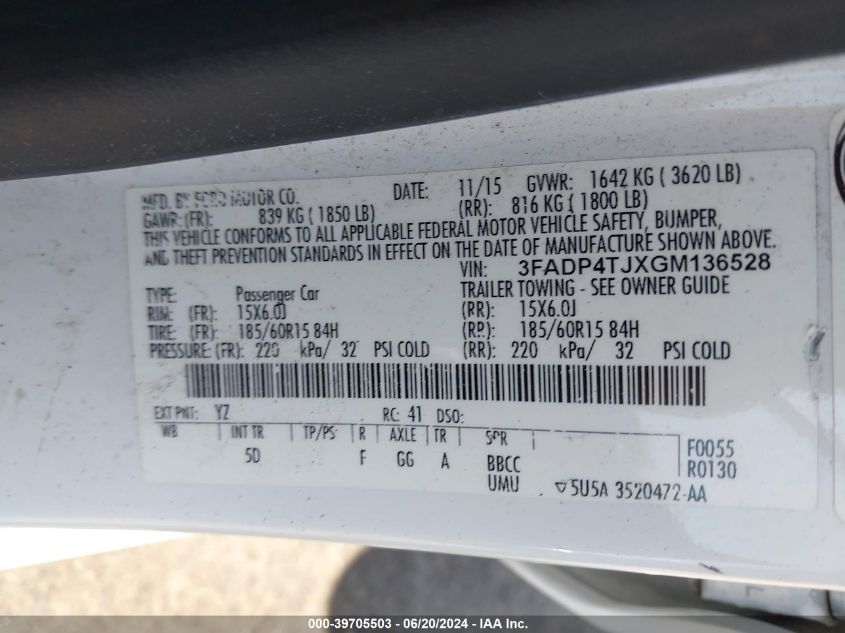 MFD. BY FORD MOTOR CO. DATE: 11/15 GVWR: 1642 KG ( 3620 LB)
GAWR: (FR): 839 KG ( 1850 LB) (RR): 816 KG ( 1800 LB)
THIS VEHICLE CONFORMS TO ALL APPLICABLE FEDERAL MOTOR VEHICLE SAFETY, BUMPER,
AND THEFT PREVENTION STANDARDS IN EFFECT ON THE DATE OF MANUFACTURE SHOWN ABOVE.
VIN: 3FADP4TJXGM136528
TYPE: Passenger Car TRAILER TOWING - SEE OWNER GUIDE
RIM: (FR): 15X6.0J (RR): 15X6.0J
TIRE: (FR): 185/60R15 84H (RR): 185/60R15 84H
PRESSURE: (FR): 220 kPa/ 32 PSI COLD (RR): 220 kPa/ 32 PSI COLD
EXT PNT: YZ RC: 41 DSO:
WB INT TR TP/PS R AXLE TR SPR
5D F GG A BBCC
UMU
F0055
R0130
5U5A 3520472-AA
000-39705503 - 06/20/2024 - IAA Inc.